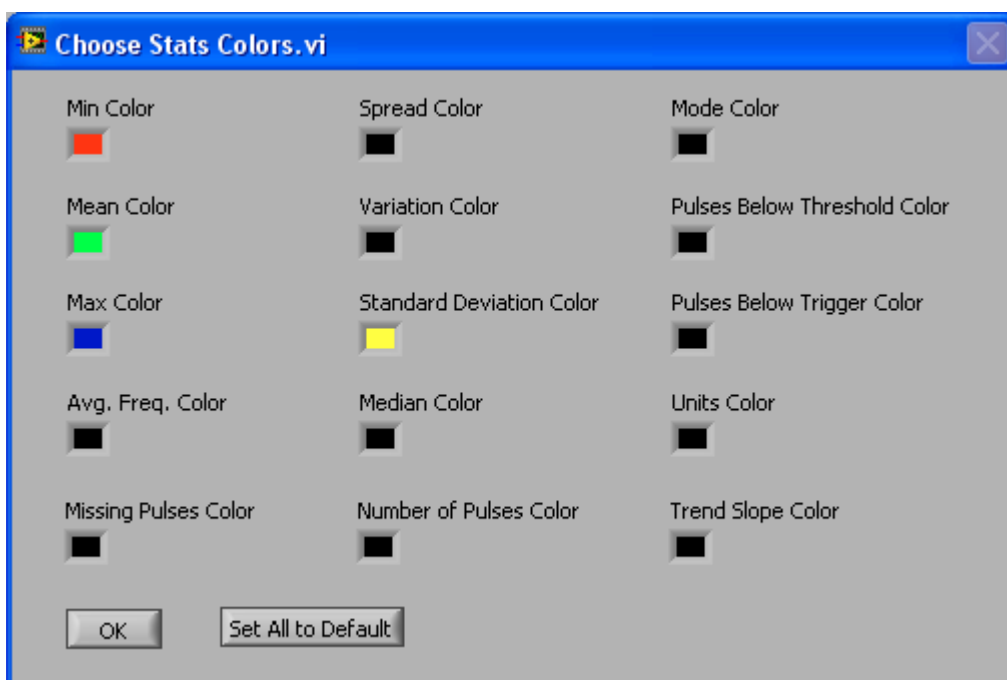 Choose Stats Colors.vi
Min Color
Spread Color
Mode Color
Mean Color
Variation Color
Pulses Below Threshold Color
Max Color
Standard Deviation Color
Pulses Below Trigger Color
Avg. Freq. Color
Median Color
Units Color
Missing Pulses Color
Number of Pulses Color
Trend Slope Color
OK
Set All to Default